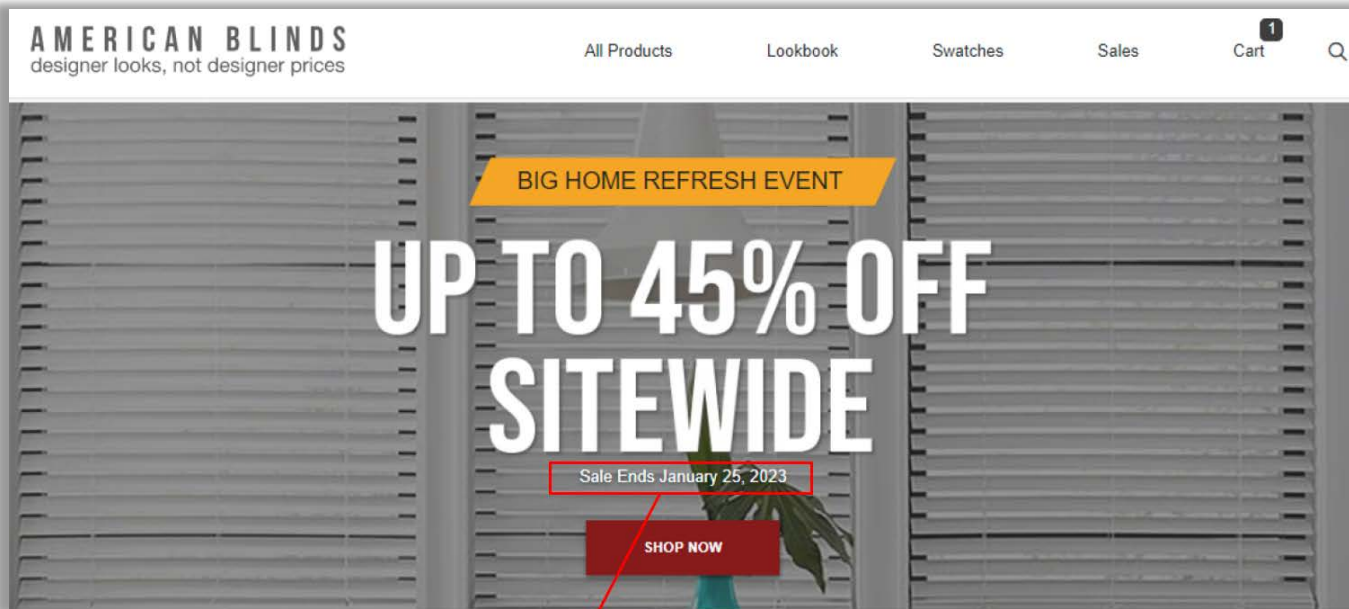 AMERICAN BLINDS
designer looks, not designer prices
All Products Lookbook Swatches Sales Cart 1
BIG HOME REFRESH EVENT
UP TO 45% OFF
SITEWIDE
Sale Ends January 25, 2023
SHOP NOW